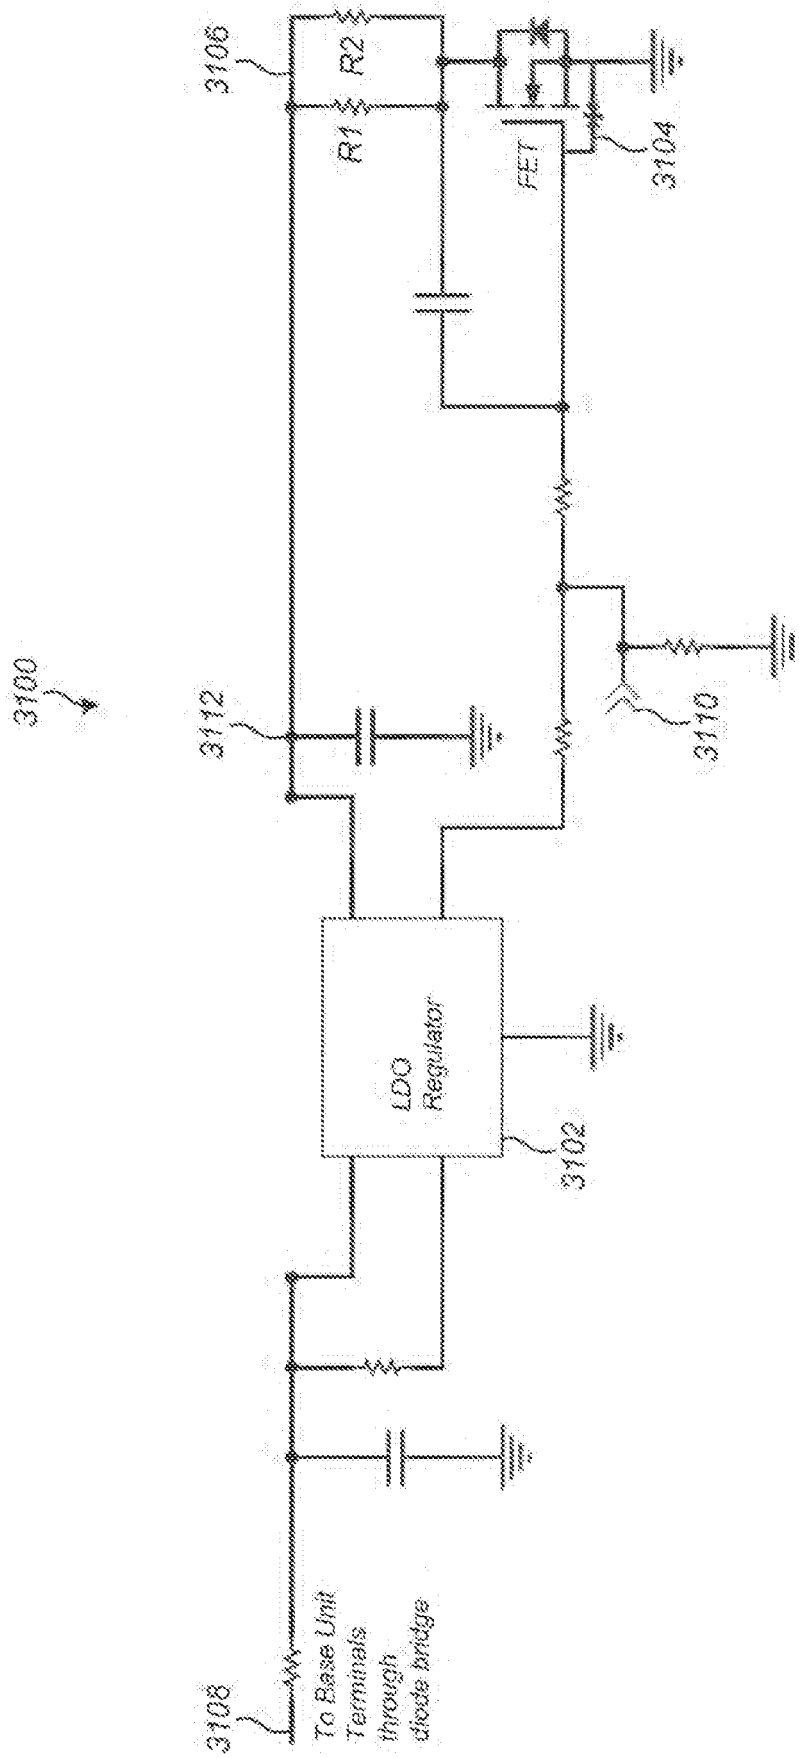 3100
3108
To Base Unit
Terminals
through
diode bridge
3102
LDO
Regulator
3112
3110
3106
R1
R2
FET
3104